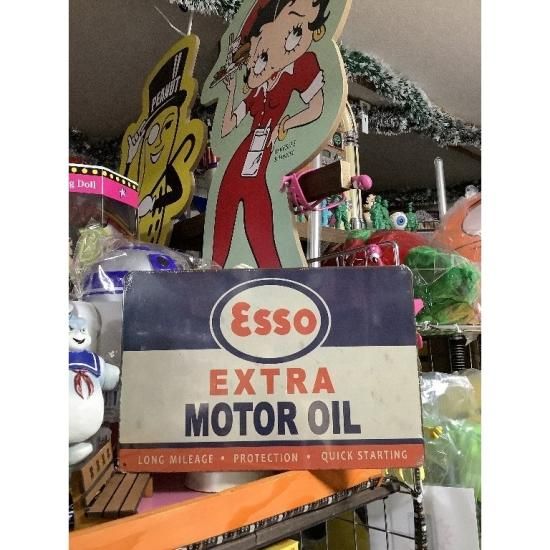 PEANUT
g Doll
Esso
EXTRA
MOTOR OIL
LONG MILEAGE • PROTECTION • QUICK STARTING